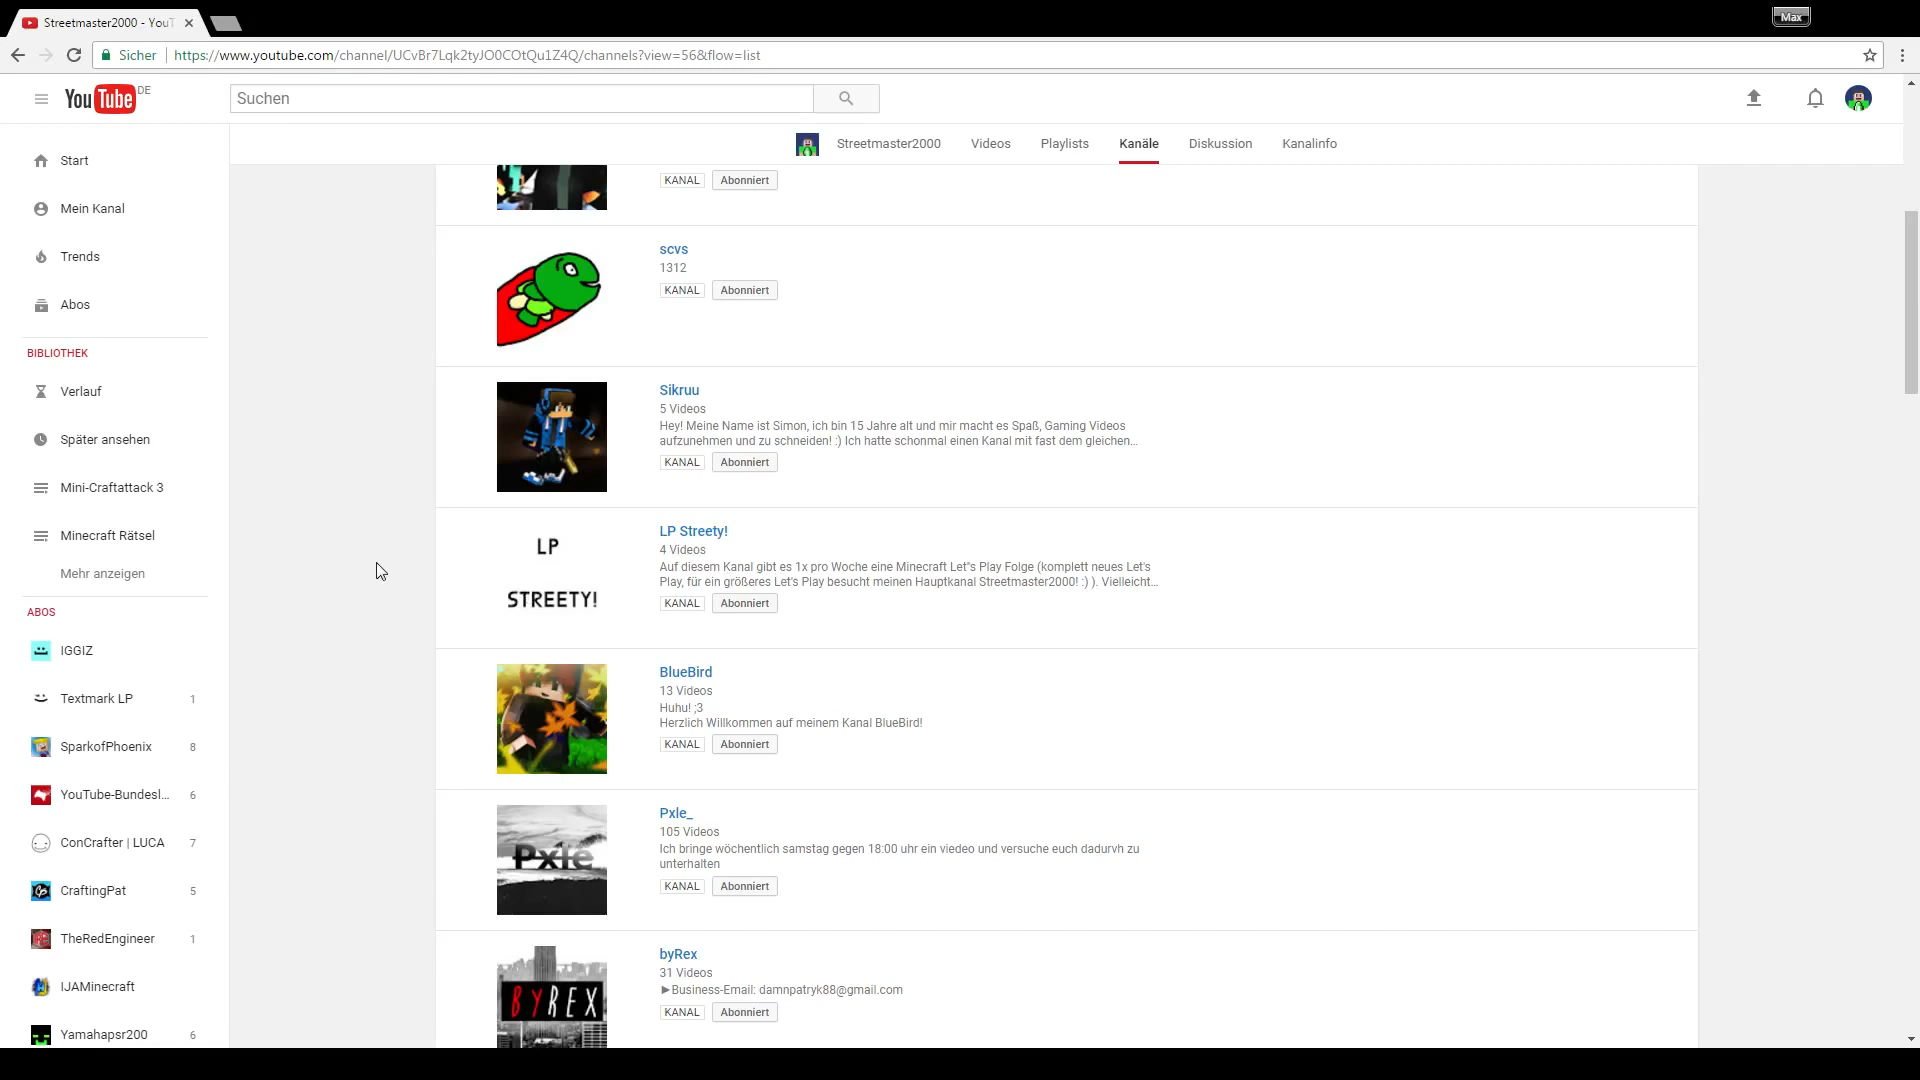 Streetmaster2000 - YouT
Max
Sicher
https://www.youtube.com/channel/UCvBr7Lqk2tyJO0COtQu1Z4Q/channels?view=56&flow=list
YouTube DE
Suchen
Streetmaster2000
Videos
Playlists
Kanäle
Diskussion
Kanalinfo
Start
Mein Kanal
Trends
Abos
BIBLIOTHEK
Verlauf
Später ansehen
Mini-Craftattack 3
Minecraft Rätsel
Mehr anzeigen
ABOS
IGGIZ
Textmark LP 1
SparkofPhoenix 8
YouTube-Bundesl... 6
ConCrafter | LUCA 7
CraftingPat 5
TheRedEngineer 1
IJAMinecraft
Yamahapsr200 6
KANAL Abonniert
scvs
1312
KANAL Abonniert
Sikruu
5 Videos
Hey! Meine Name ist Simon, ich bin 15 Jahre alt und mir macht es Spaß, Gaming Videos
aufzunehmen und zu schneiden! :) Ich hatte schonmal einen Kanal mit fast dem gleichen...
KANAL Abonniert
LP
STREETY!
LP Streety!
4 Videos
Auf diesem Kanal gibt es 1x pro Woche eine Minecraft Let"s Play Folge (komplett neues Let's
Play, für ein größeres Let's Play besucht meinen Hauptkanal Streetmaster2000! :) ). Vielleicht...
KANAL Abonniert
BlueBird
13 Videos
Huhu! ;3
Herzlich Willkommen auf meinem Kanal BlueBird!
KANAL Abonniert
Pxle
Pxle_
105 Videos
Ich bringe wöchentlich samstag gegen 18:00 uhr ein viedeo und versuche euch dadurvh zu
unterhalten
KANAL Abonniert
BYREX
byRex
31 Videos
►Business-Email: damnpatryk88@gmail.com
KANAL Abonniert